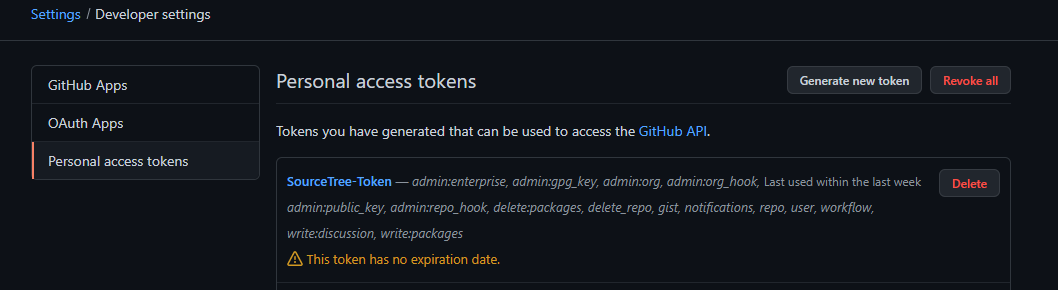 Settings / Developer settings
GitHub Apps
OAuth Apps
Personal access tokens
Personal access tokens
Generate new token
Revoke all
Tokens you have generated that can be used to access the GitHub API.
SourceTree-Token — admin:enterprise, admin:gpg_key, admin:org, admin:org_hook, Last used within the last week
Delete
admin:public_key, admin:repo_hook, delete:packages, delete_repo, gist, notifications, repo, user, workflow,
write:discussion, write:packages
This token has no expiration date.